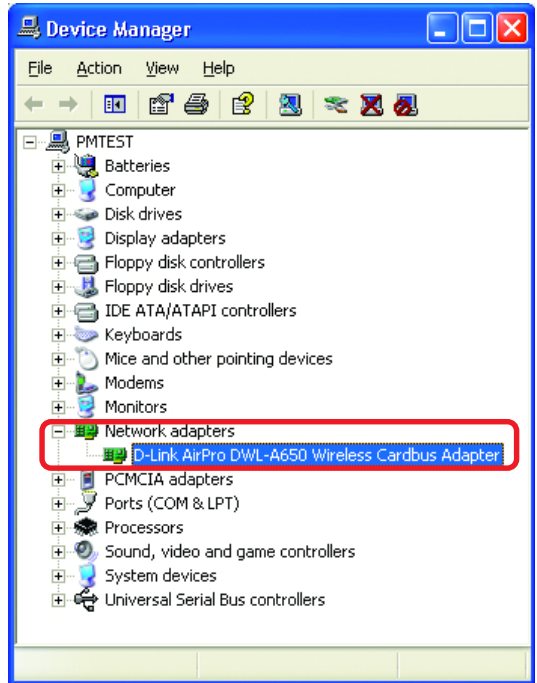 Device Manager
File Action View Help
PMTEST
Batteries
Computer
Disk drives
Display adapters
Floppy disk controllers
Floppy disk drives
IDE ATA/ATAPI controllers
Keyboards
Mice and other pointing devices
Modems
Monitors
Network adapters
D-Link AirPro DWL-A650 Wireless Cardbus Adapter
PCMCIA adapters
Ports (COM & LPT)
Processors
Sound, video and game controllers
System devices
Universal Serial Bus controllers